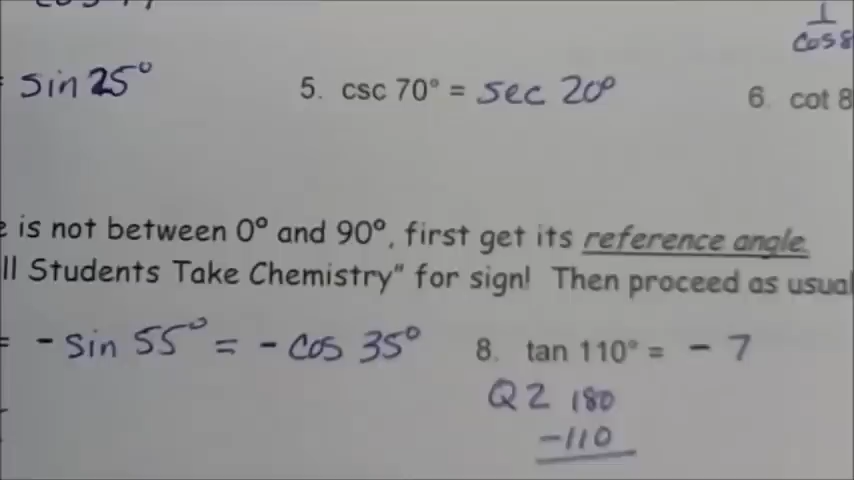 1
cos 8
sin 25°
5. csc 70° = sec 20°
6. cot 8
is not between 0° and 90°, first get its reference angle.
ll Students Take Chemistry" for sign! Then proceed as usual
= - sin 55° = - cos 35°
8. tan 110° = - 7
Q2 180
-110